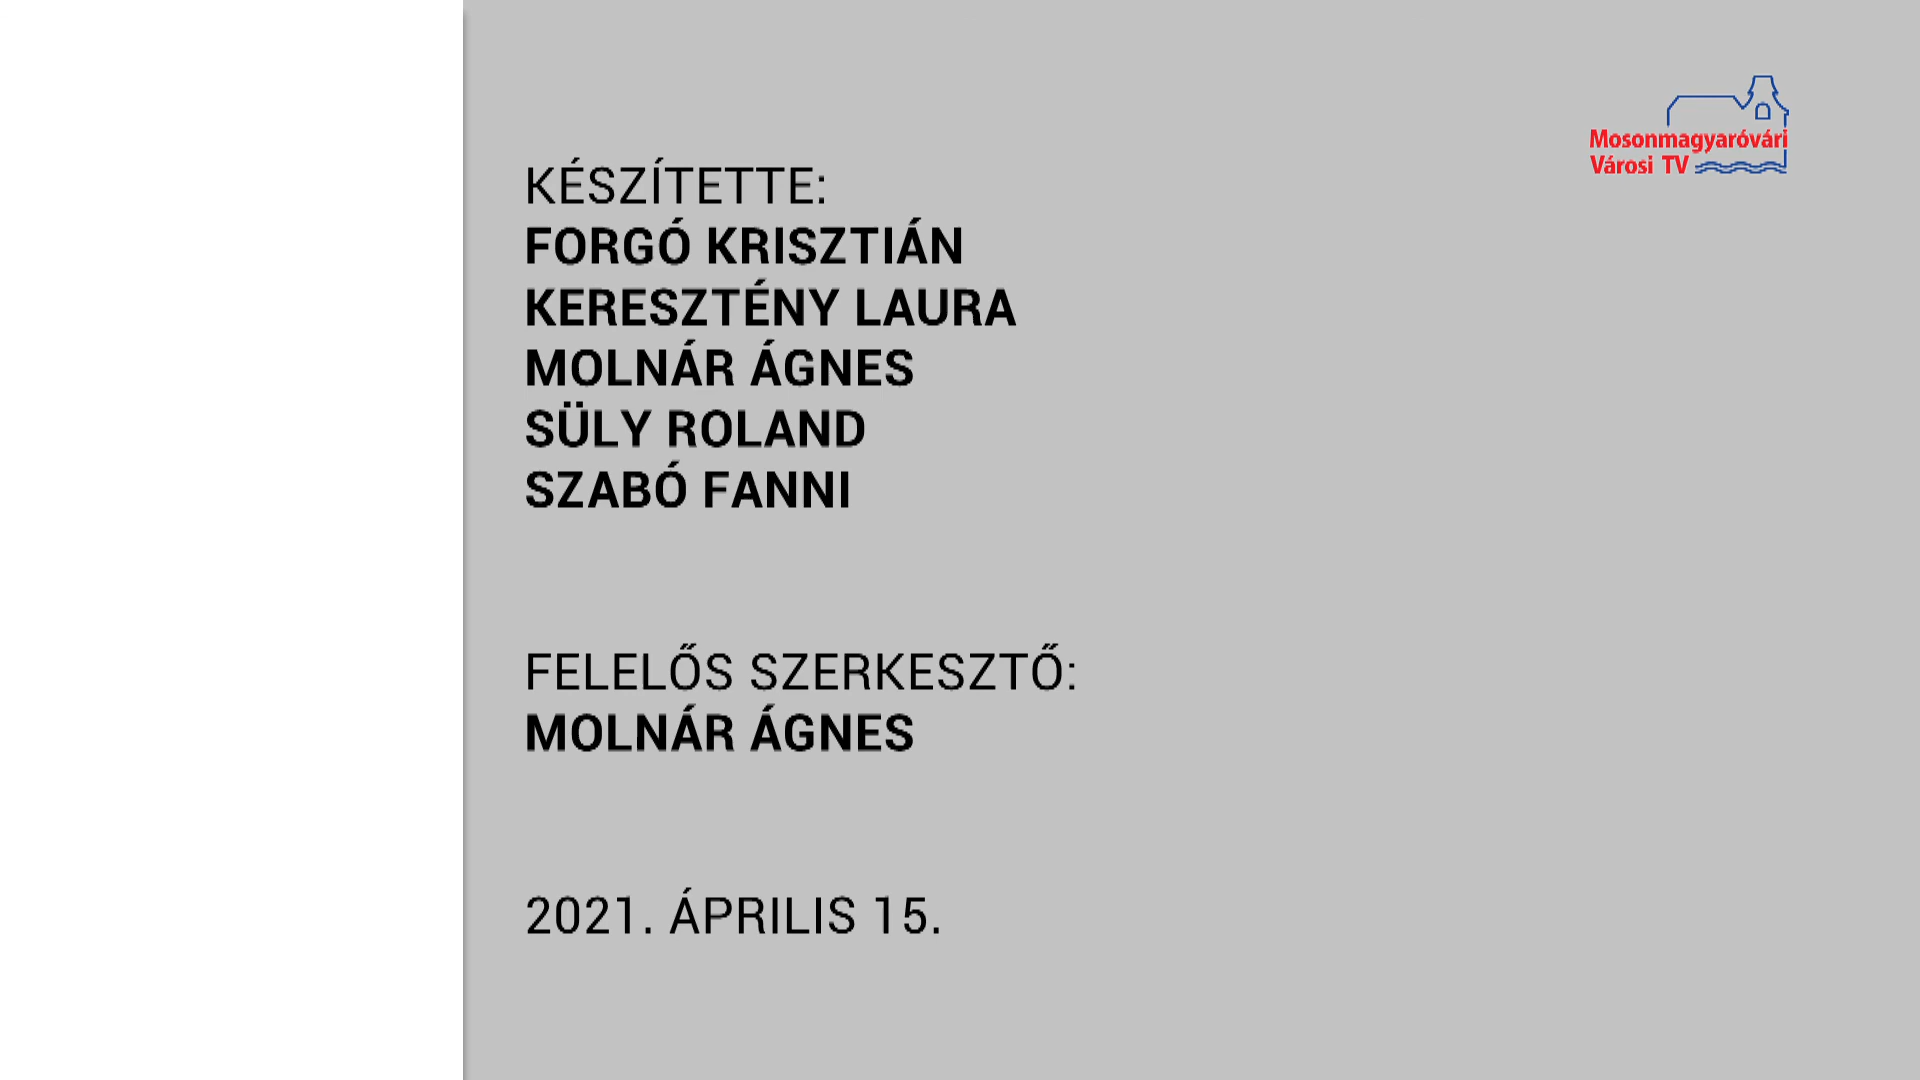 Mosonmagyaróvári
Városi TV
KÉSZÍTETTE:
FORGÓ KRISZTIÁN
KERESZTÉNY LAURA
MOLNÁR ÁGNES
SÜLY ROLAND
SZABÓ FANNI
FELELŐS SZERKESZTŐ:
MOLNÁR ÁGNES
2021. ÁPRILIS 15.